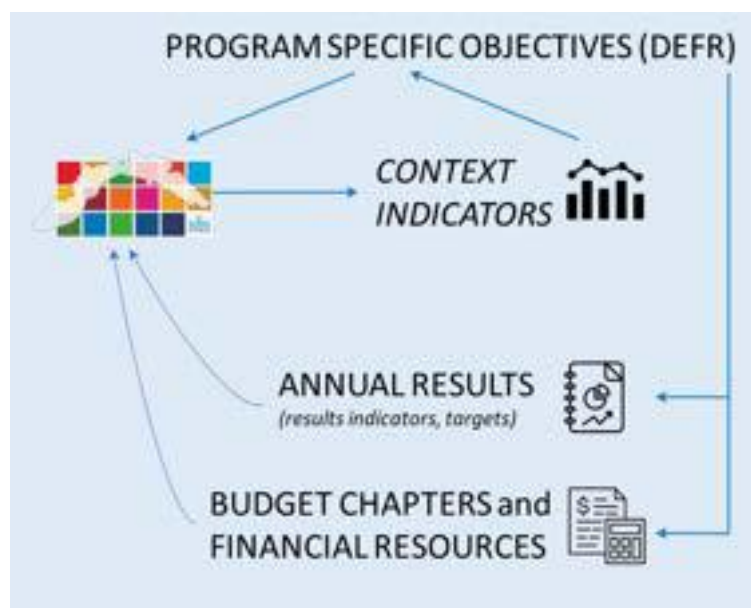 PROGRAM SPECIFIC OBJECTIVES (DEFR)
CONTEXT
INDICATORS
ANNUAL RESULTS
(results indicators, targets)
BUDGET CHAPTERS and
FINANCIAL RESOURCES